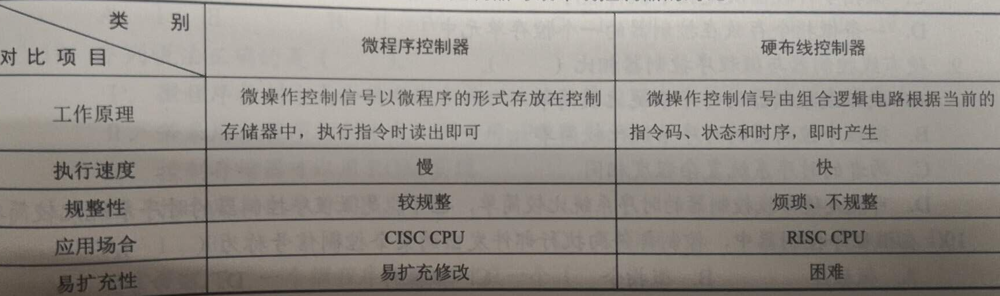 类 别
对 比 项 目
微程序控制器
硬布线控制器
工作原理
微操作控制信号以微程序的形式存放在控制
存储器中，执行指令时读出即可
微操作控制信号由组合逻辑电路根据当前的
指令码、状态和时序，即时产生
执行速度
慢
快
规整性
较规整
烦琐、不规整
应用场合
CISC CPU
RISC CPU
易扩充性
易扩充修改
困难